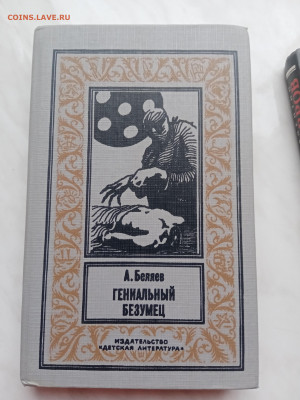 COINS.LAVE.RU
А. Беляев
ГЕНИАЛЬНЫЙ
БЕЗУМЕЦ
ИЗДАТЕЛЬСТВО
«ДЕТСКАЯ ЛИТЕРАТУРА»